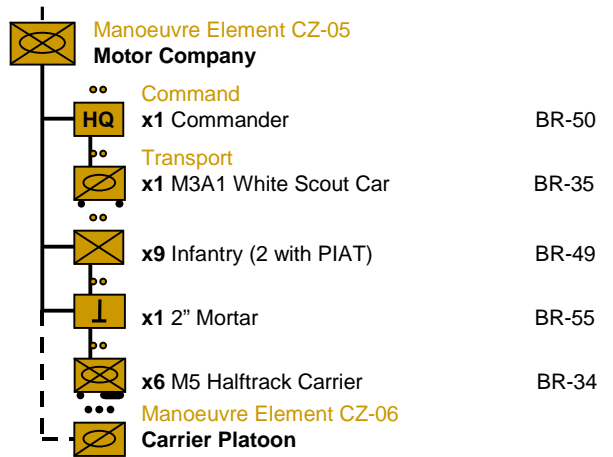 Manoeuvre Element CZ-05
Motor Company
Command
HQ x1 Commander BR-50
Transport
x1 M3A1 White Scout Car BR-35
x9 Infantry (2 with PIAT) BR-49
x1 2” Mortar BR-55
x6 M5 Halftrack Carrier BR-34
Manoeuvre Element CZ-06
Carrier Platoon